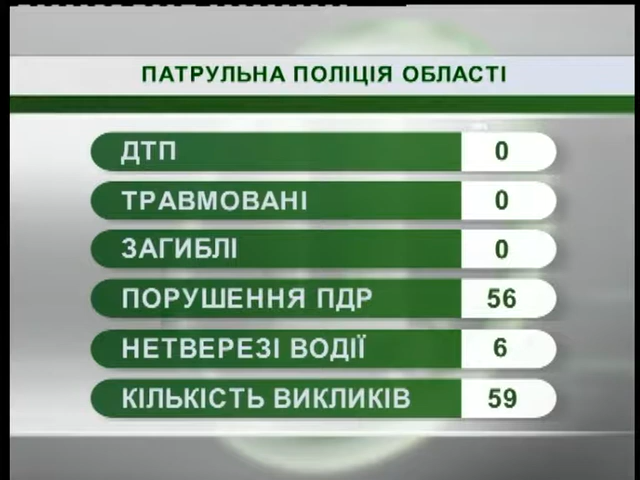 ПАТРУЛЬНА ПОЛІЦІЯ ОБЛАСТІ
ДТП 0
ТРАВМОВАНІ 0
ЗАГИБЛІ 0
ПОРУШЕННЯ ПДР 56
НЕТВЕРЕЗІ ВОДІЇ 6
КІЛЬКІСТЬ ВИКЛИКІВ 59